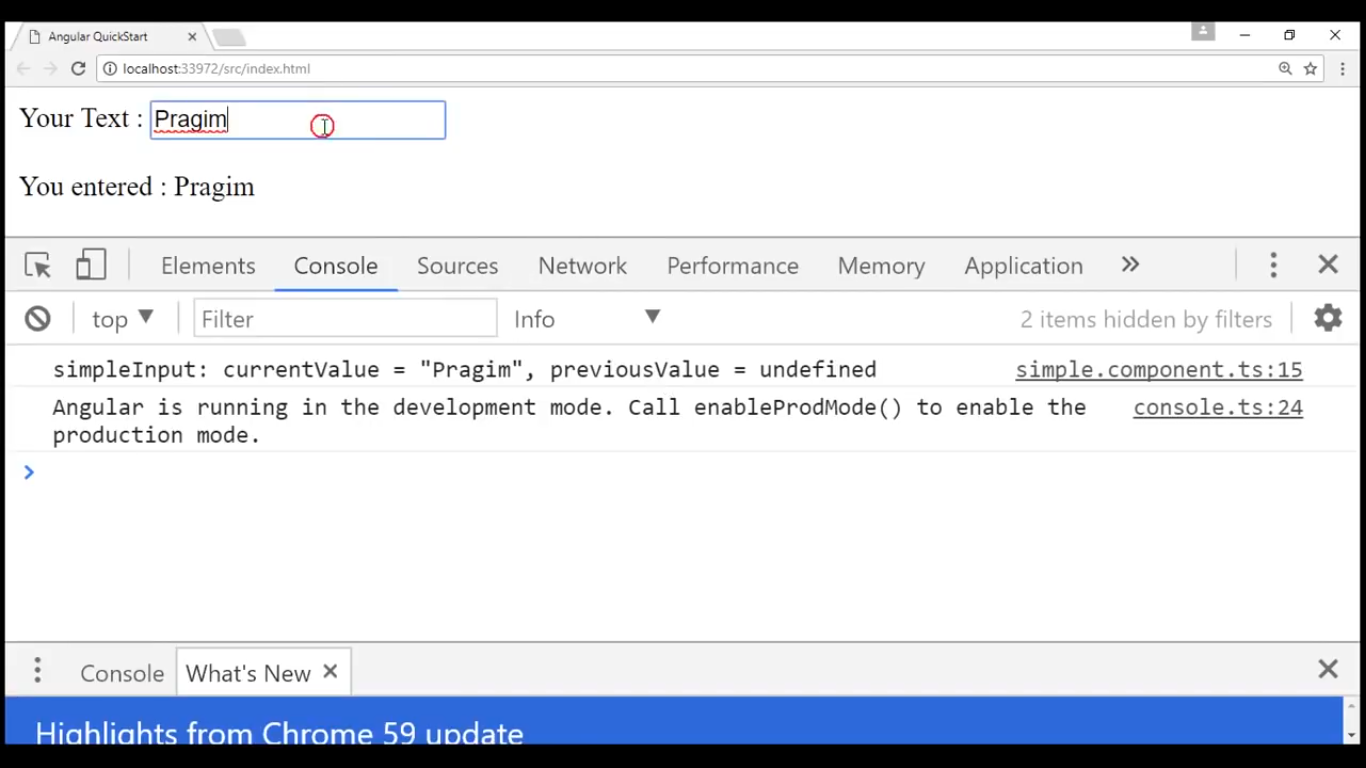 Angular QuickStart
localhost:33972/src/index.html
Your Text : Pragim
You entered : Pragim
Elements Console Sources Network Performance Memory Application
top Filter Info 2 items hidden by filters
simpleInput: currentValue = "Pragim", previousValue = undefined simple.component.ts:15
Angular is running in the development mode. Call enableProdMode() to enable the console.ts:24
production mode.
Console What's New
Highlights from Chrome 59 update